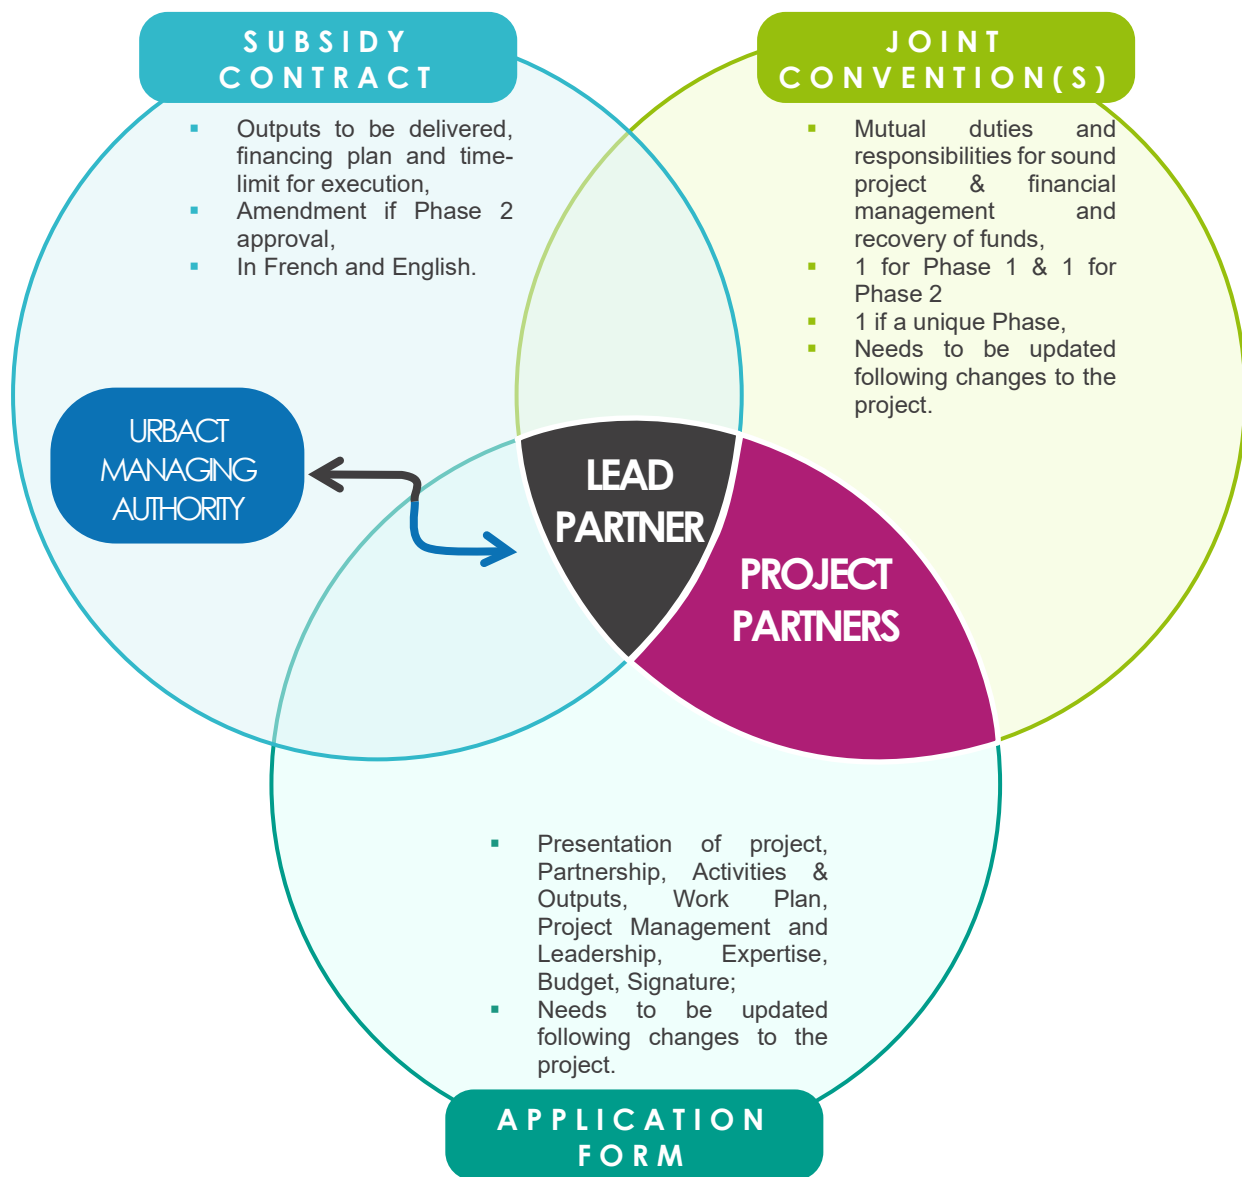 SUBSIDY
CONTRACT
▪ Outputs to be delivered,
financing plan and time-
limit for execution,
▪ Amendment if Phase 2
approval,
▪ In French and English.
JOINT
CONVENTION(S)
▪ Mutual duties and
responsibilities for sound
project & financial
management and
recovery of funds,
▪ 1 for Phase 1 & 1 for
Phase 2
▪ 1 if a unique Phase,
▪ Needs to be updated
following changes to the
project.
URBACT
MANAGING
AUTHORITY
LEAD
PARTNER
PROJECT
PARTNERS
▪ Presentation of project,
Partnership, Activities &
Outputs, Work Plan,
Project Management and
Leadership, Expertise,
Budget, Signature;
▪ Needs to be updated
following changes to the
project.
APPLICATION
FORM